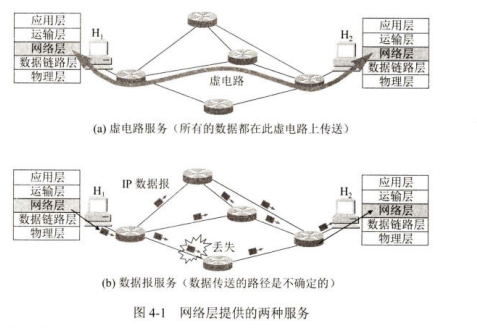 应用层
运输层
网络层
数据链路层
物理层
H1
虚电路
H2
应用层
运输层
网络层
数据链路层
物理层
(a) 虚电路服务（所有的数据都在此虚电路上传送）
应用层
运输层
网络层
数据链路层
物理层
H1
IP 数据报
丢失
H2
应用层
运输层
网络层
数据链路层
物理层
(b) 数据报服务（数据传送的路径是不确定的）
图 4-1 网络层提供的两种服务